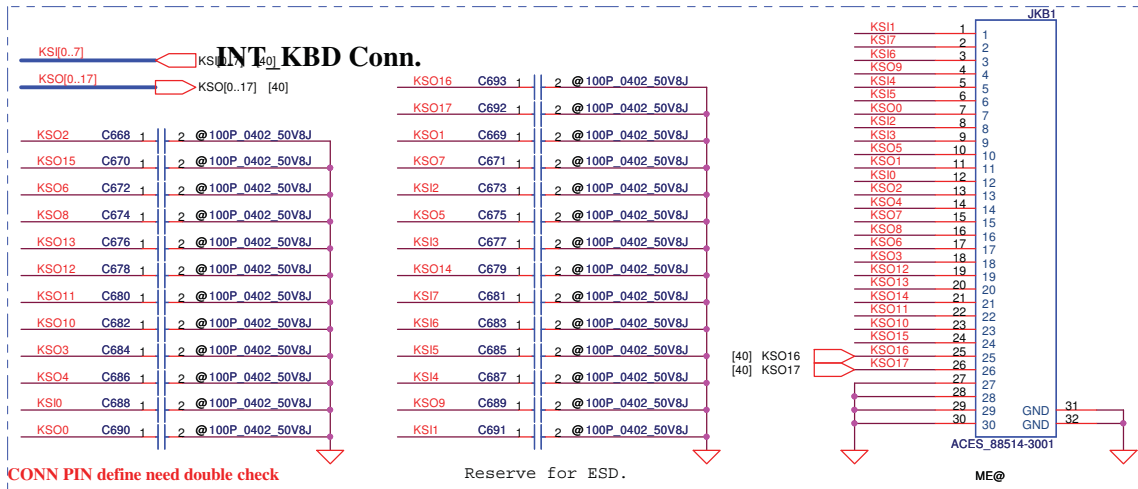 INT_KBD Conn.
KSI[0..7] KSI[0..7] [40]
KSO[0..17] KSO[0..17] [40]
KSO2 C668 1 2 @100P_0402_50V8J
KSO15 C670 1 2 @100P_0402_50V8J
KSO6 C672 1 2 @100P_0402_50V8J
KSO8 C674 1 2 @100P_0402_50V8J
KSO13 C676 1 2 @100P_0402_50V8J
KSO12 C678 1 2 @100P_0402_50V8J
KSO11 C680 1 2 @100P_0402_50V8J
KSO10 C682 1 2 @100P_0402_50V8J
KSO3 C684 1 2 @100P_0402_50V8J
KSO4 C686 1 2 @100P_0402_50V8J
KSI0 C688 1 2 @100P_0402_50V8J
KSO0 C690 1 2 @100P_0402_50V8J
CONN PIN define need double check
KSO16 C693 1 2 @100P_0402_50V8J
KSO17 C692 1 2 @100P_0402_50V8J
KSO1 C669 1 2 @100P_0402_50V8J
KSO7 C671 1 2 @100P_0402_50V8J
KSI2 C673 1 2 @100P_0402_50V8J
KSO5 C675 1 2 @100P_0402_50V8J
KSI3 C677 1 2 @100P_0402_50V8J
KSO14 C679 1 2 @100P_0402_50V8J
KSI7 C681 1 2 @100P_0402_50V8J
KSI6 C683 1 2 @100P_0402_50V8J
KSI5 C685 1 2 @100P_0402_50V8J
KSI4 C687 1 2 @100P_0402_50V8J
KSO9 C689 1 2 @100P_0402_50V8J
KSI1 C691 1 2 @100P_0402_50V8J
Reserve for ESD.
JKB1
KSI1 1 1
KSI7 2 2
KSI6 3 3
KSO9 4 4
KSI4 5 5
KSI5 6 6
KSO0 7 7
KSI2 8 8
KSI3 9 9
KSO5 10 10
KSO1 11 11
KSI0 12 12
KSO2 13 13
KSO4 14 14
KSO7 15 15
KSO8 16 16
KSO6 17 17
KSO3 18 18
KSO12 19 19
KSO13 20 20
KSO14 21 21
KSO11 22 22
KSO10 23 23
KSO15 24 24
[40] KSO16 KSO16 25 25
[40] KSO17 KSO17 26 26
27 27
28 28
29 29 GND 31
30 30 GND 32
ACES_88514-3001
ME@